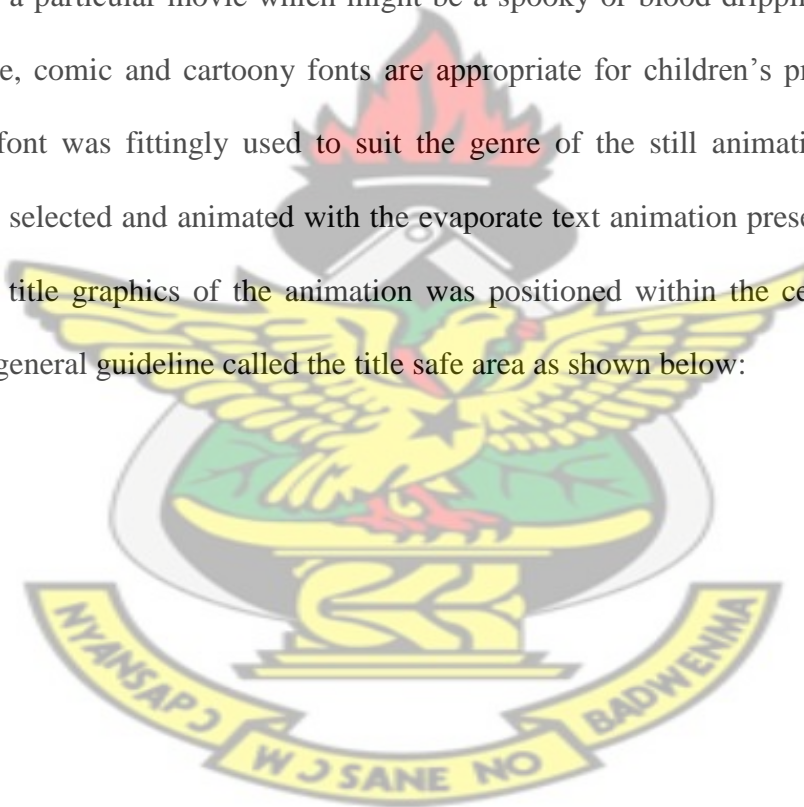 a particular movie which might be a spooky or blood drippin
e, comic and cartoony fonts are appropriate for children’s pr
font was fittingly used to suit the genre of the still animati
selected and animated with the evaporate text animation prese
title graphics of the animation was positioned within the ce
general guideline called the title safe area as shown below:
NYANSAPƆ
WƆSANE NO
BADWENMA